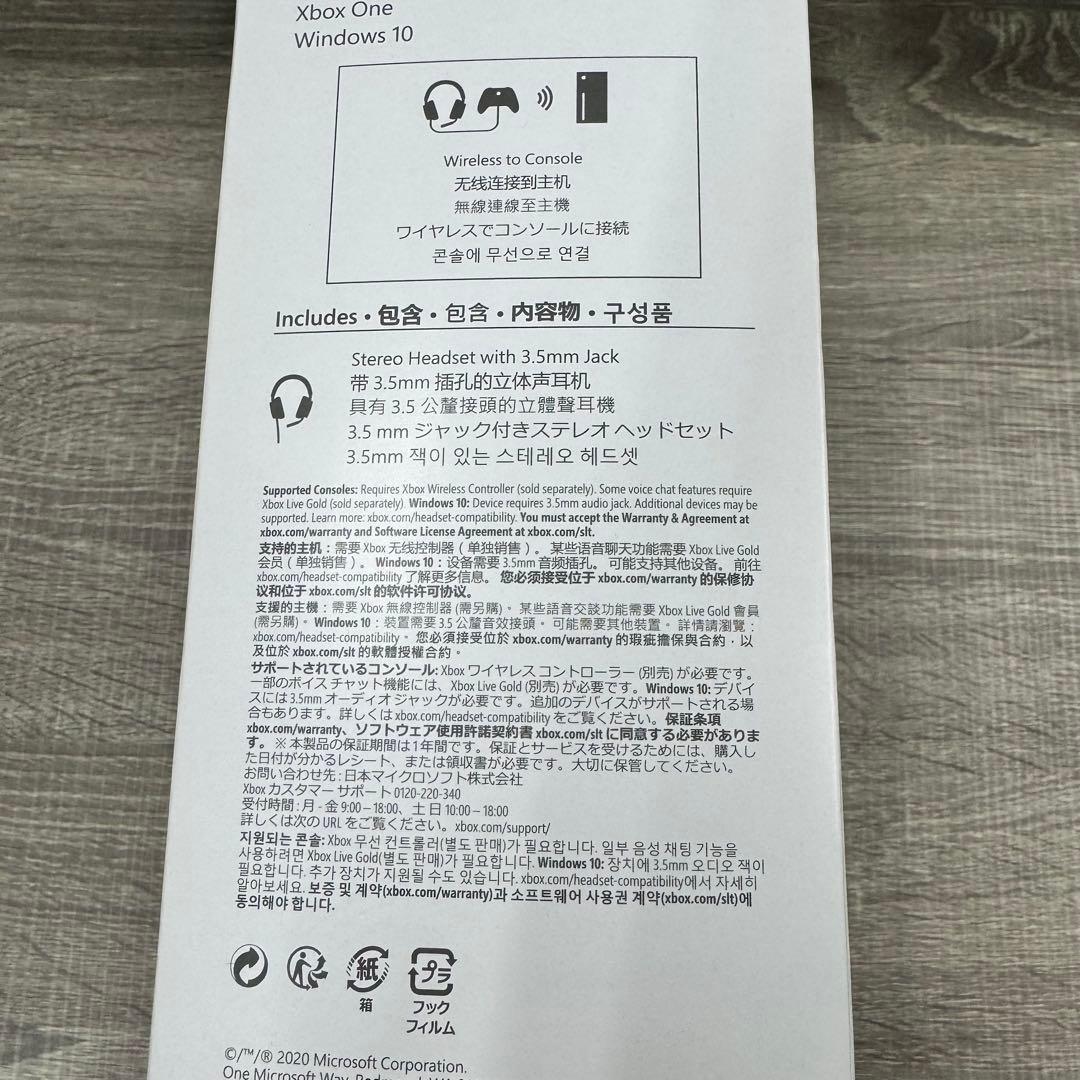 Xbox One
Windows 10
Wireless to Console
无线连接到主机
無線連線至主機
ワイヤレスでコンソールに接続
콘솔에 무선으로 연결
Includes • 包含 • 包含 • 内容物 • 구성품
Stereo Headset with 3.5mm Jack
带 3.5mm 插孔的立体声耳机
具有 3.5 公釐接頭的立體聲耳機
3.5 mm ジャック付きステレオ ヘッドセット
3.5mm 잭이 있는 스테레오 헤드셋
Supported Consoles: Requires Xbox Wireless Controller (sold separately). Some voice chat features require
Xbox Live Gold (sold separately). Windows 10: Device requires 3.5mm audio jack. Additional devices may be
supported. Learn more: xbox.com/headset-compatibility. You must accept the Warranty & Agreement at
xbox.com/warranty and Software License Agreement at xbox.com/slt.
支持的主机：需要 Xbox 无线控制器（单独销售）。 某些语音聊天功能需要 Xbox Live Gold
会员（单独销售）。 Windows 10：设备需要 3.5mm 音频插孔。 可能支持其他设备。 前往
xbox.com/headset-compatibility 了解更多信息。 您必须接受位于 xbox.com/warranty 的保修协
议和位于 xbox.com/slt 的软件许可协议。
支援的主機：需要 Xbox 無線控制器 (需另購)。 某些語音交談功能需要 Xbox Live Gold 會員
(需另購)。 Windows 10：裝置需要 3.5 公釐音效接頭。 可能需要其他裝置。 詳情請瀏覽：
xbox.com/headset-compatibility。 您必須接受位於 xbox.com/warranty 的瑕疵擔保與合約，以
及位於 xbox.com/slt 的軟體授權合約。
サポートされているコンソール: Xbox ワイヤレス コントローラー (別売) が必要です。
一部のボイス チャット機能には、Xbox Live Gold (別売) が必要です。Windows 10: デバイ
スには 3.5mm オーディオ ジャックが必要です。追加のデバイスがサポートされる場
合もあります。詳しくは xbox.com/headset-compatibility をご覧ください。保証条項
xbox.com/warranty、ソフトウェア使用許諾契約書 xbox.com/slt に同意する必要がありま
す。※本製品の保証期間は1年間です。保証とサービスを受けるためには、購入し
た日付が分かるレシート、または領収書が必要です。大切に保管してください。
お問い合わせ先：日本マイクロソフト株式会社
Xbox カスタマー サポート 0120-220-340
受付時間：月 - 金 9:00 – 18:00、土 日 10:00 – 18:00
詳しくは次の URL をご覧ください。xbox.com/support/
지원되는 콘솔: Xbox 무선 컨트롤러(별도 판매)가 필요합니다. 일부 음성 채팅 기능을
사용하려면 Xbox Live Gold(별도 판매)가 필요합니다. Windows 10: 장치에 3.5mm 오디오 잭이
필요합니다. 추가 장치가 지원될 수도 있습니다. xbox.com/headset-compatibility에서 자세히
알아보세요. 보증 및 계약(xbox.com/warranty)과 소프트웨어 사용권 계약(xbox.com/slt)에
동의해야 합니다.
紙
プラ
箱
フック
フィルム
©/™/® 2020 Microsoft Corporation.
One Microsoft Way,